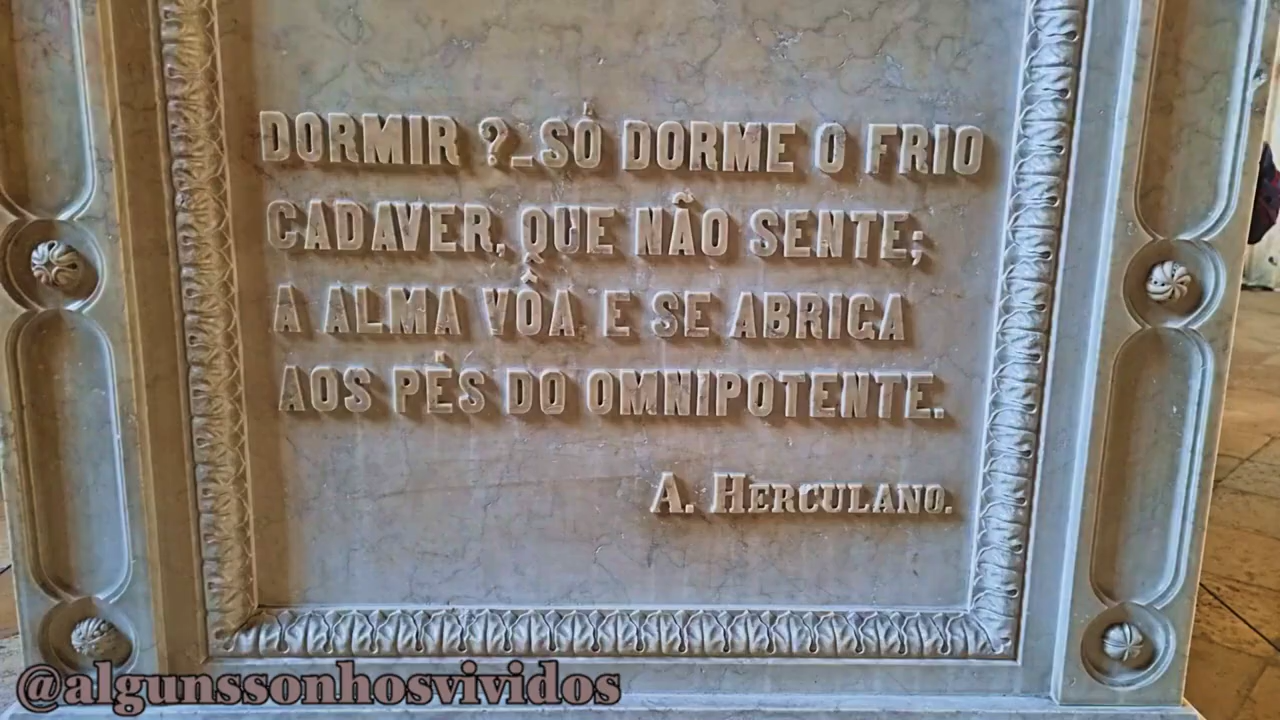 DORMIR ?_SÓ DORME O FRIO
CADAVER, QUE NÃO SENTE;
A ALMA VÔA E SE ABRIGA
AOS PÉS DO OMNIPOTENTE.
A. HERCULANO.
@algunssonhosvividos